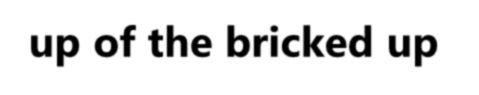 up of the bricked up